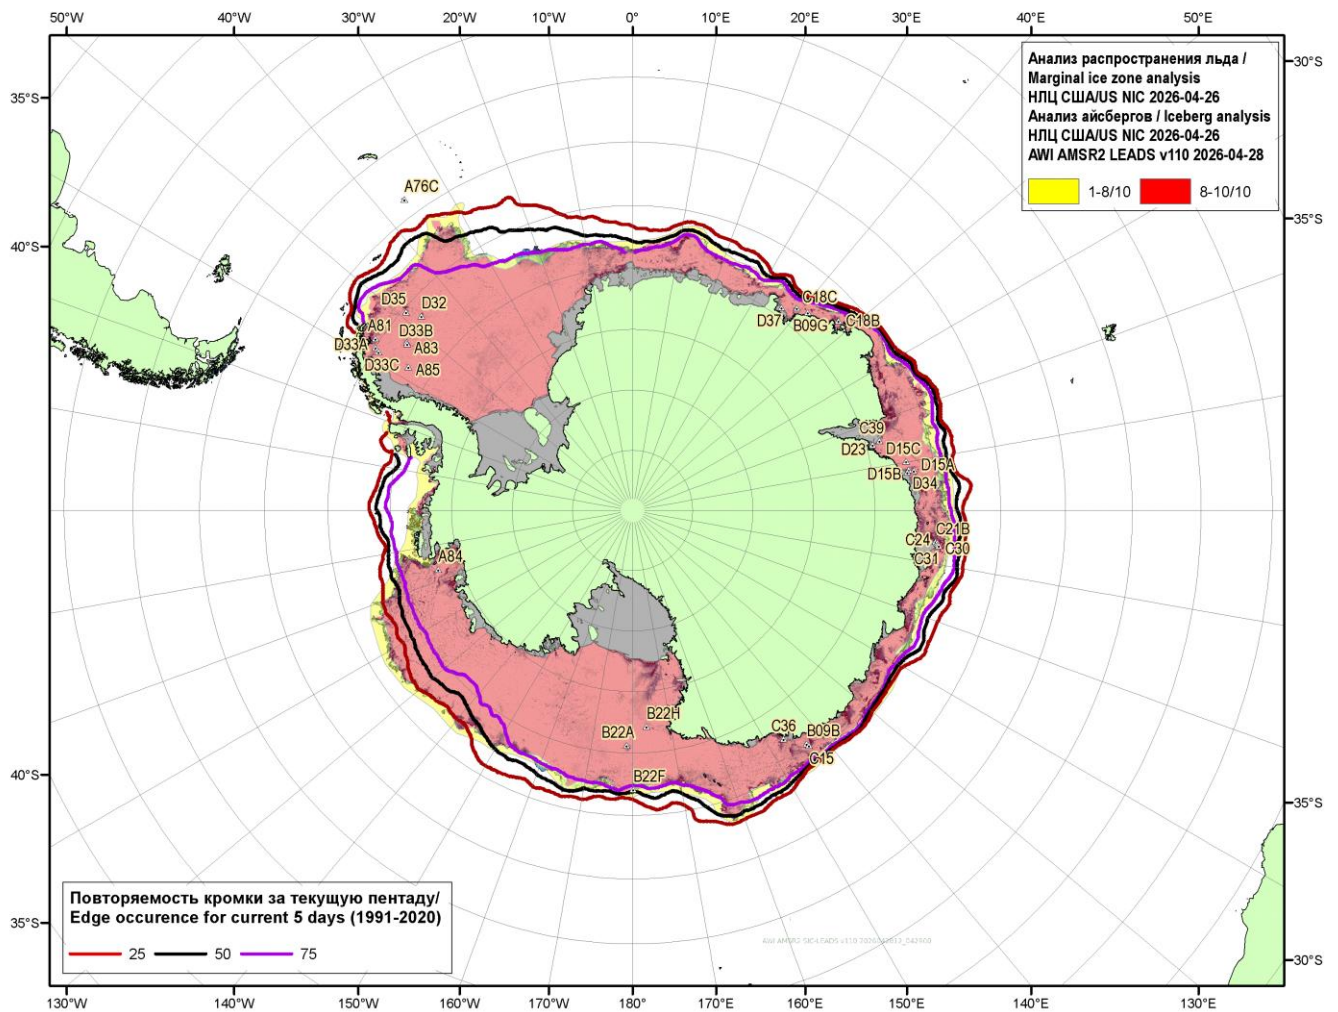 50°W 40°W 30°W 20°W 10°W 0° 10°E 20°E 30°E 40°E 50°E
Анализ распространения льда /
Marginal ice zone analysis
НЛЦ США/US NIC 2026-04-26
Анализ айсбергов / Iceberg analysis
НЛЦ США/US NIC 2026-04-26
AWI AMSR2 LEADS v110 2026-04-28
1-8/10 8-10/10
30°S
35°S
A76C
35°S
40°S
D35 D32
C18C
A81 D33B
D37 B09G C18B
D33A A83
D33C A85
C39
D23 D15C
D15B D15A
D34
C21B
C24 C30
C31
A84
B22H
B22A
C36 B09B
C15
B22F
40°S
35°S
Повторяемость кромки за текущую пентаду/
Edge occurence for current 5 days (1991-2020)
25 50 75
35°S
30°S
130°W 140°W 150°W 160°W 170°W 180° 170°E 160°E 150°E 140°E 130°E